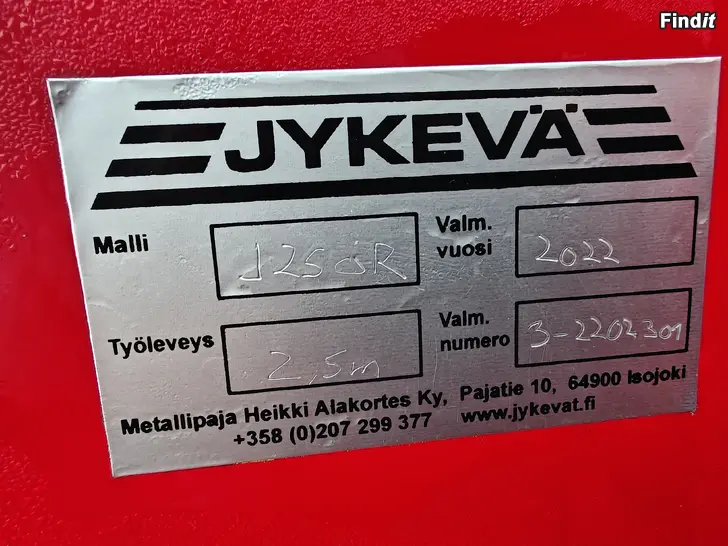 Findit
JYKEVÄ
Malli J250R Valm. vuosi 2022
Työleveys 2,5m Valm. numero 3-2202301
Metallipaja Heikki Alakortes Ky, Pajatie 10, 64900 Isojoki
+358 (0)207 299 377 www.jykevat.fi